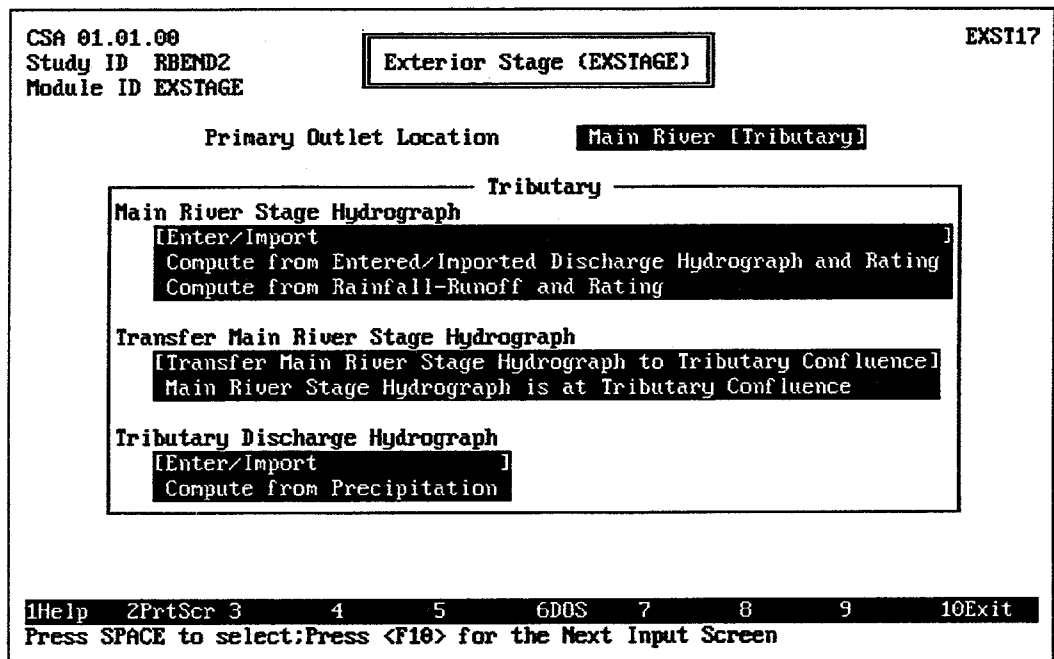 CSA 01.01.00
EXST17
Study ID RBEND2
Exterior Stage (EXSTAGE)
Module ID EXSTAGE
Primary Outlet Location Main River [Tributary]
Tributary
Main River Stage Hydrograph
[Enter/Import ]
Compute from Entered/Imported Discharge Hydrograph and Rating
Compute from Rainfall-Runoff and Rating
Transfer Main River Stage Hydrograph
[Transfer Main River Stage Hydrograph to Tributary Confluence]
Main River Stage Hydrograph is at Tributary Confluence
Tributary Discharge Hydrograph
[Enter/Import ]
Compute from Precipitation
1Help 2PrtScr 3 4 5 6DOS 7 8 9 10Exit
Press SPACE to select;Press <F10> for the Next Input Screen